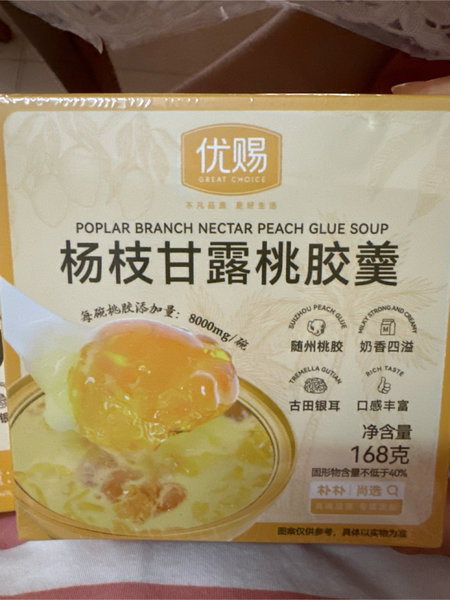 优赐
GREAT CHOICE
不凡品质 更好生活
POPLAR BRANCH NECTAR PEACH GLUE SOUP
杨枝甘露桃胶羹
每碗桃胶添加量：8000mg/碗
SUIZHOU PEACH GLUE
随州桃胶
MILKY STRONG AND CREAMY
奶香四溢
TREMELLA GUTIAN
古田银耳
RICH TASTE
口感丰富
净含量
168克
固形物含量不低于40%
朴朴 尚选
图案仅供参考，具体以实物为准